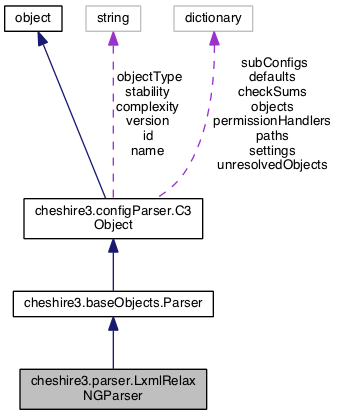 object
string
dictionary
objectType
stability
complexity
version
id
name
subConfigs
defaults
checkSums
objects
permissionHandlers
paths
settings
unresolvedObjects
cheshire3.configParser.C3
Object
cheshire3.baseObjects.Parser
cheshire3.parser.LxmlRelax
NGParser